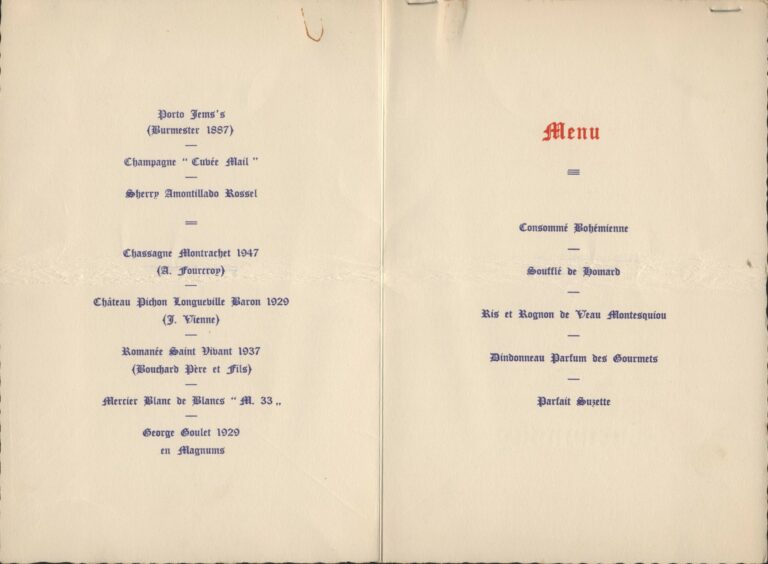 Porto Jems's
(Burmester 1887)
Champagne " Cuvée Mail "
Sherry Amontillado Rossel
Chassagne Montrachet 1947
(A. Fourcroy)
Château Pichon Longueville Baron 1929
(J. Vienne)
Romanée Saint Vivant 1937
(Bouchard Père et Fils)
Mercier Blanc de Blancs " M. 33 „
George Goulet 1929
en Magnums
Menu
Consommé Bohémienne
Soufflé de Homard
Ris et Rognon de Veau Montesquiou
Dindonneau Parfum des Gourmets
Parfait Suzette